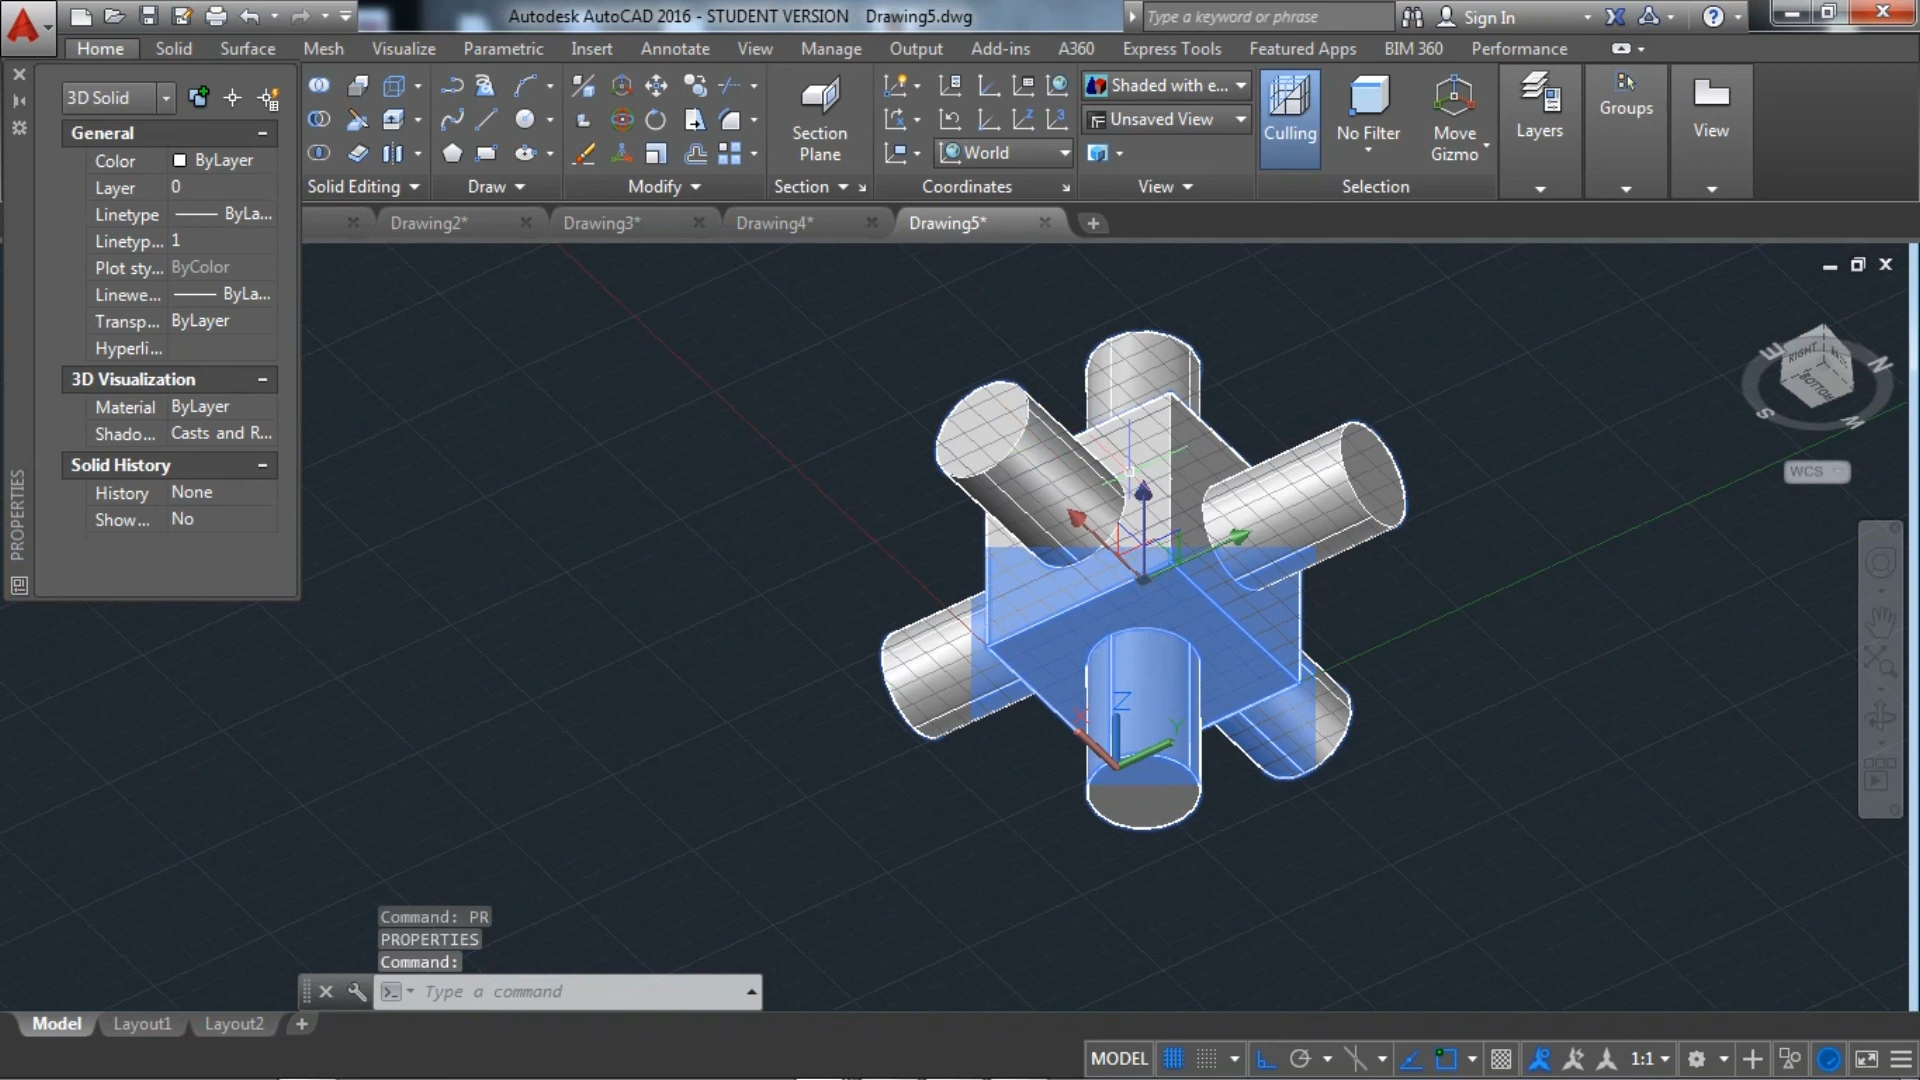 Autodesk AutoCAD 2016 - STUDENT VERSION Drawing5.dwg
Type a keyword or phrase
Sign In
Home Solid Surface Mesh Visualize Parametric Insert Annotate View Manage Output Add-ins A360 Express Tools Featured Apps BIM 360 Performance
3D Solid
General
Color ByLayer
Layer 0
Linetype ByLa...
Linetyp... 1
Plot sty... ByColor
Linewe... ByLa...
Transp... ByLayer
Hyperli...
3D Visualization
Material ByLayer
Shado... Casts and R...
Solid History
History None
Show... No
PROPERTIES
Solid Editing
Draw
Modify
Section Plane
Section
World
Coordinates
Shaded with e...
Unsaved View
View
Culling
No Filter
Move Gizmo
Selection
Layers
Groups
View
Drawing2*
Drawing3*
Drawing4*
Drawing5*
RIGHT
BOTTOM
E
N
S
W
WCS
Z
X
Y
Command: PR
PROPERTIES
Command:
Type a command
Model
Layout1
Layout2
MODEL
1:1